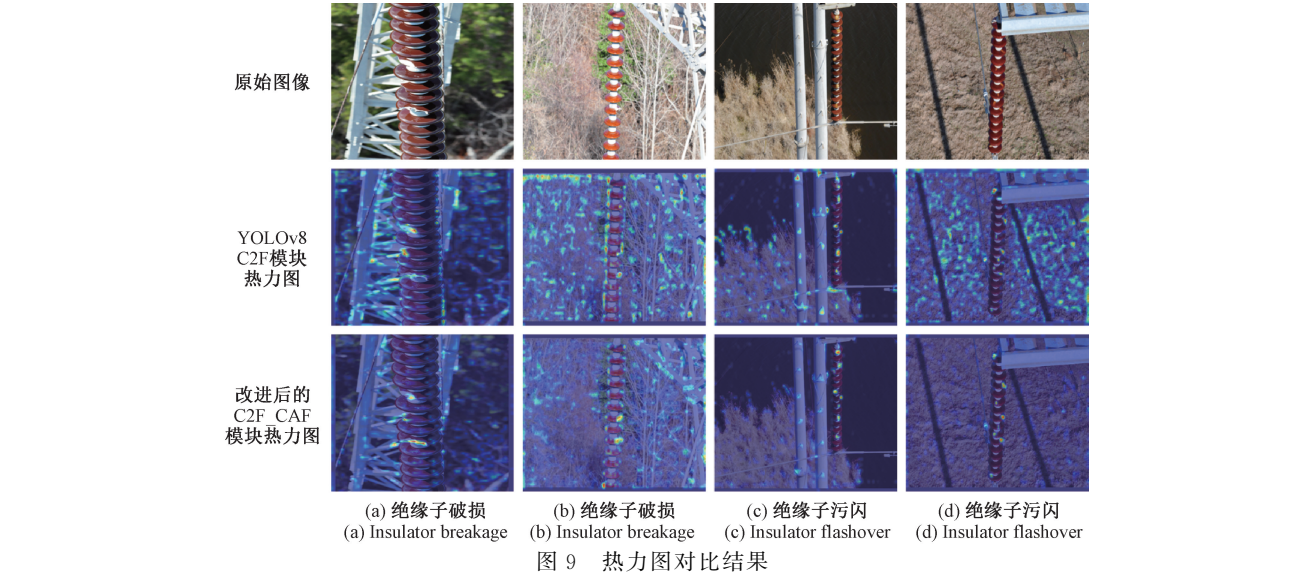 原始图像
YOLOv8
C2F模块
热力图
改进后的
C2F_CAF
模块热力图
(a) 绝缘子破损
(a) Insulator breakage
(b) 绝缘子破损
(b) Insulator breakage
(c) 绝缘子污闪
(c) Insulator flashover
(d) 绝缘子污闪
(d) Insulator flashover
图 9 热力图对比结果